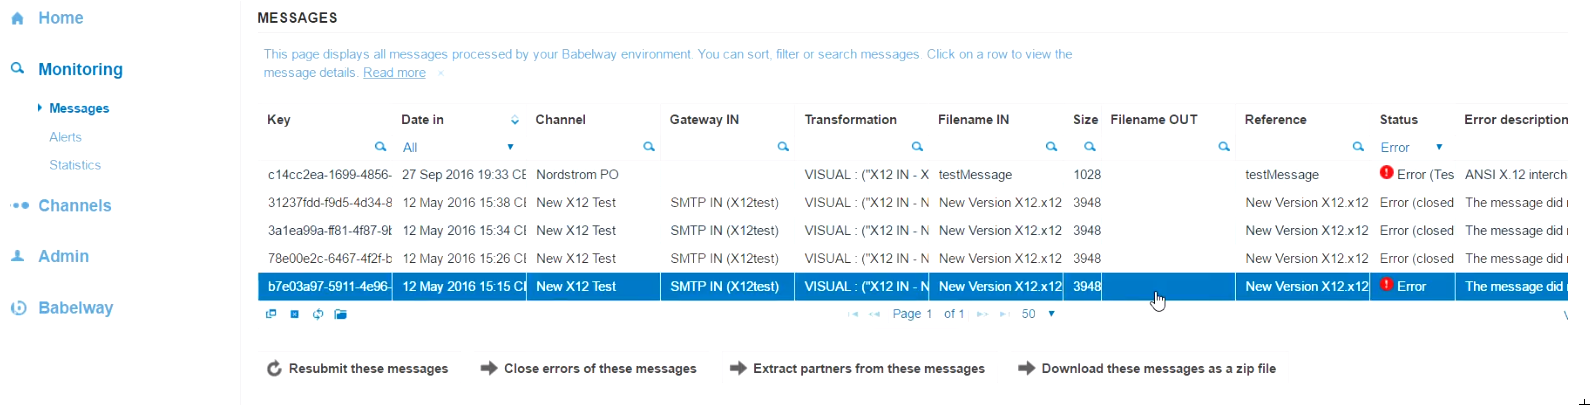 Home
Monitoring
Messages
Alerts
Statistics
Channels
Admin
Babelway
MESSAGES
This page displays all messages processed by your Babelway environment. You can sort, filter or search messages. Click on a row to view the
message details. Read more ×
Key Date in Channel Gateway IN Transformation Filename IN Size Filename OUT Reference Status Error description
All Error
c14cc2ea-1699-4856- 27 Sep 2016 19:33 CE Nordstrom PO VISUAL : ("X12 IN - X testMessage 1028 testMessage Error (Tes ANSI X.12 interch
31237fdd-f9d5-4d34-8 12 May 2016 15:38 CE New X12 Test SMTP IN (X12test) VISUAL : ("X12 IN - N New Version X12.x12 3948 New Version X12.x12 Error (closed The message did
3a1ea99a-ff81-4f87-9b 12 May 2016 15:34 CE New X12 Test SMTP IN (X12test) VISUAL : ("X12 IN - N New Version X12.x12 3948 New Version X12.x12 Error (closed The message did
78e00e2c-6467-4f2f-b 12 May 2016 15:26 CE New X12 Test SMTP IN (X12test) VISUAL : ("X12 IN - N New Version X12.x12 3948 New Version X12.x12 Error (closed The message did
b7e03a97-5911-4e96- 12 May 2016 15:15 CE New X12 Test SMTP IN (X12test) VISUAL : ("X12 IN - N New Version X12.x12 3948 New Version X12.x12 Error The message did
Page 1 of 1 50
Resubmit these messages Close errors of these messages Extract partners from these messages Download these messages as a zip file